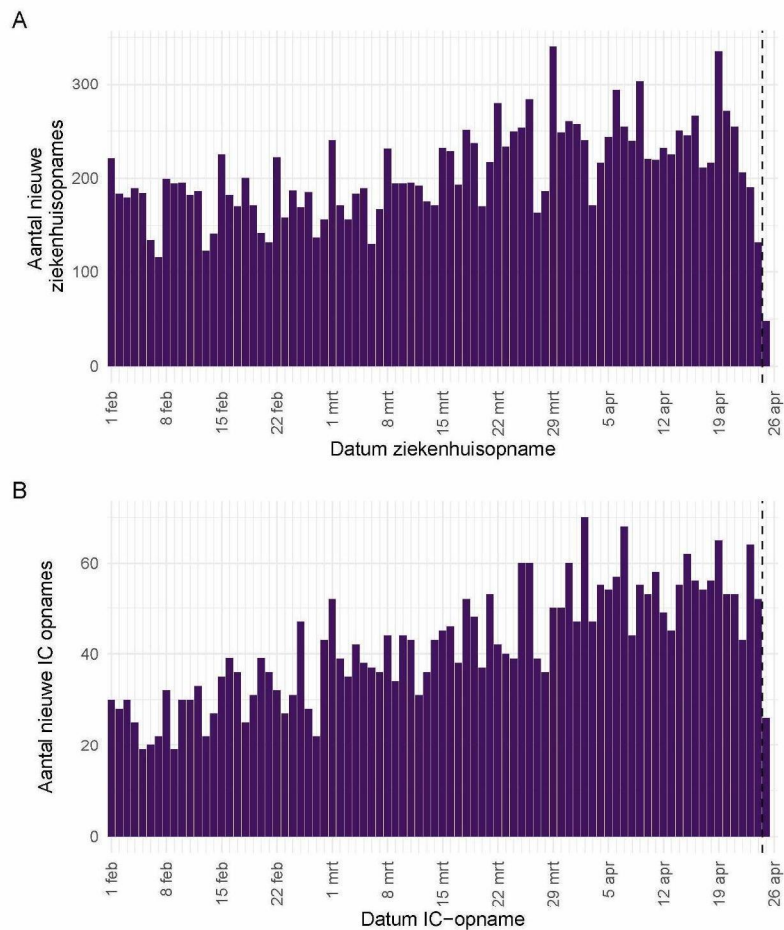 A
Aantal nieuwe
ziekenhuisopnames
300
200
100
0
1 feb
8 feb
15 feb
22 feb
1 mrt
8 mrt
15 mrt
22 mrt
29 mrt
5 apr
12 apr
19 apr
26 apr
Datum ziekenhuisopname
B
Aantal nieuwe IC opnames
60
40
20
0
1 feb
8 feb
15 feb
22 feb
1 mrt
8 mrt
15 mrt
22 mrt
29 mrt
5 apr
12 apr
19 apr
26 apr
Datum IC−opname